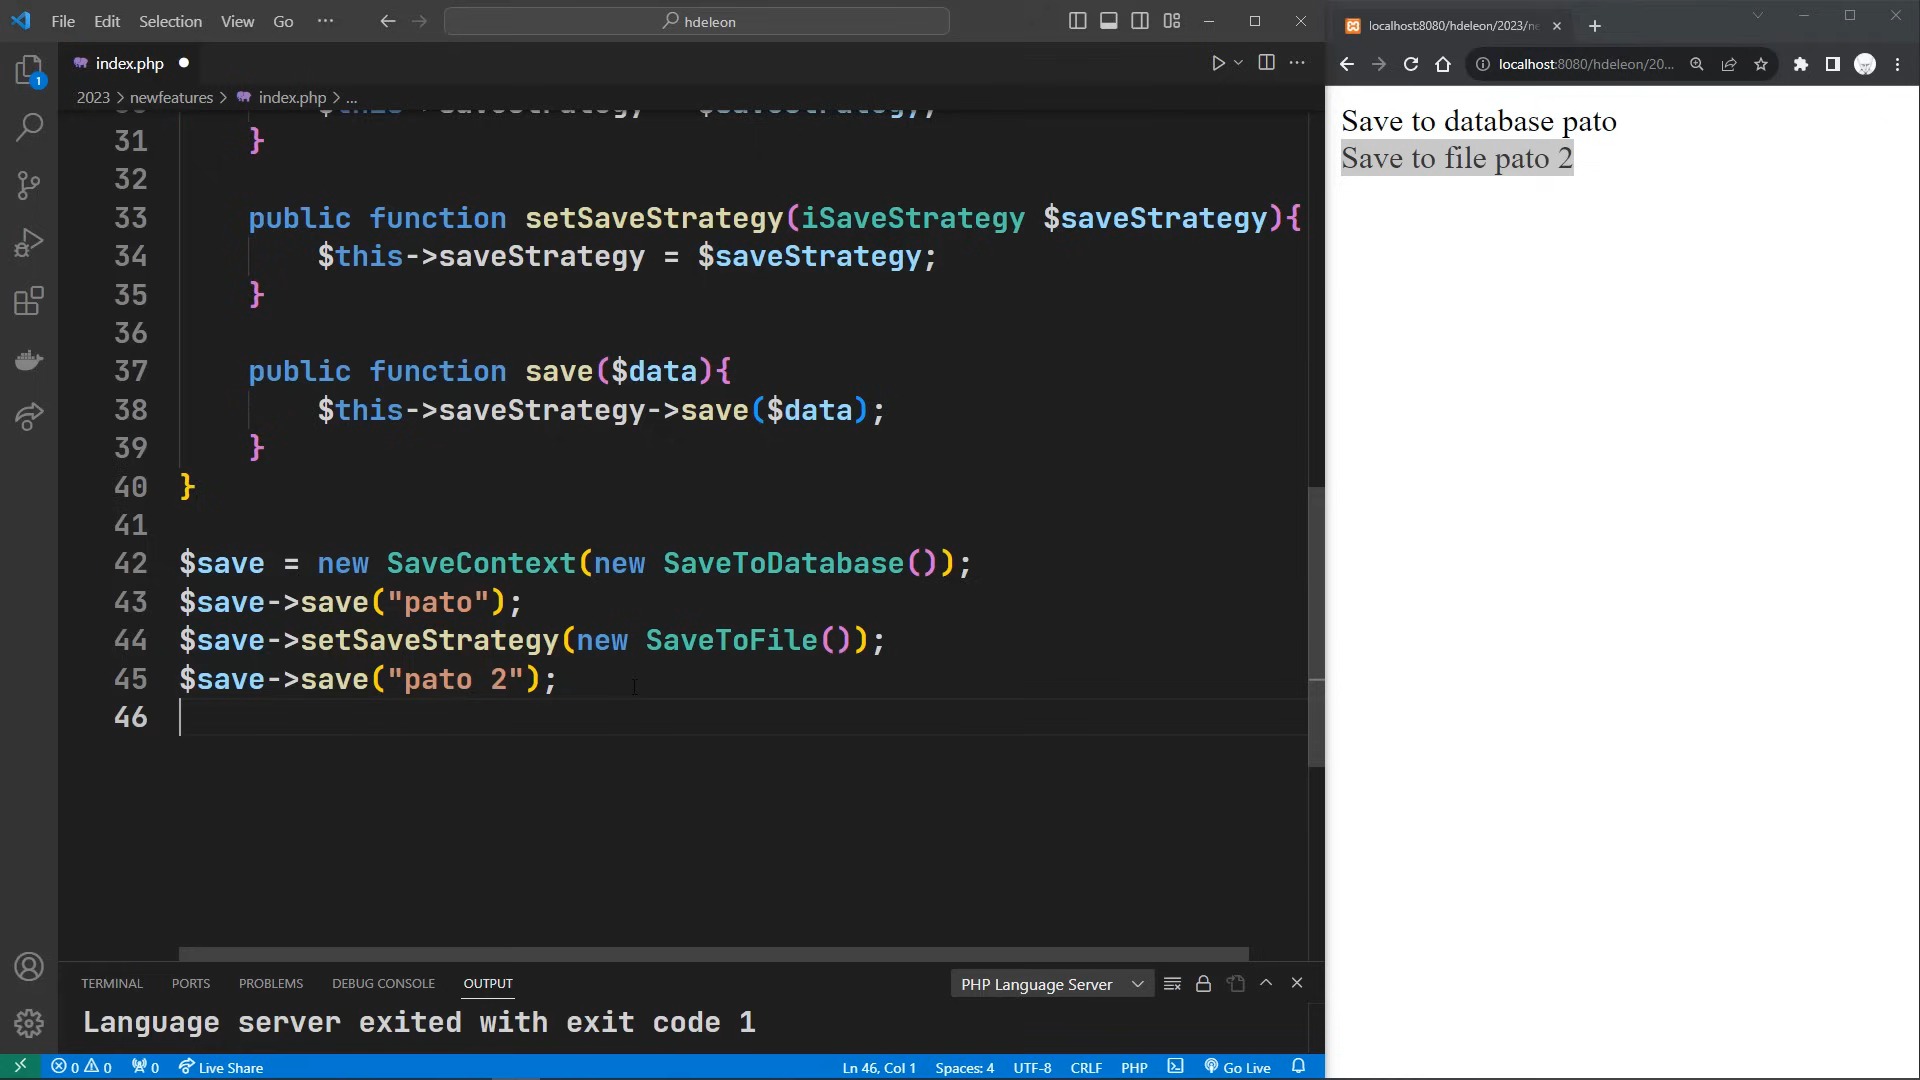 File Edit Selection View Go ··· hdeleon
index.php
2023 > newfeatures > index.php > ...
31 }
32
33 public function setSaveStrategy(iSaveStrategy $saveStrategy){
34 $this->saveStrategy = $saveStrategy;
35 }
36
37 public function save($data){
38 $this->saveStrategy->save($data);
39 }
40 }
41
42 $save = new SaveContext(new SaveToDatabase());
43 $save->save("pato");
44 $save->setSaveStrategy(new SaveToFile());
45 $save->save("pato 2");
46
TERMINAL PORTS PROBLEMS DEBUG CONSOLE OUTPUT PHP Language Server
Language server exited with exit code 1
0 0 0 Live Share Ln 46, Col 1 Spaces: 4 UTF-8 CRLF PHP Go Live
1
localhost:8080/hdeleon/2023/ne
localhost:8080/hdeleon/20...
Save to database pato
Save to file pato 2